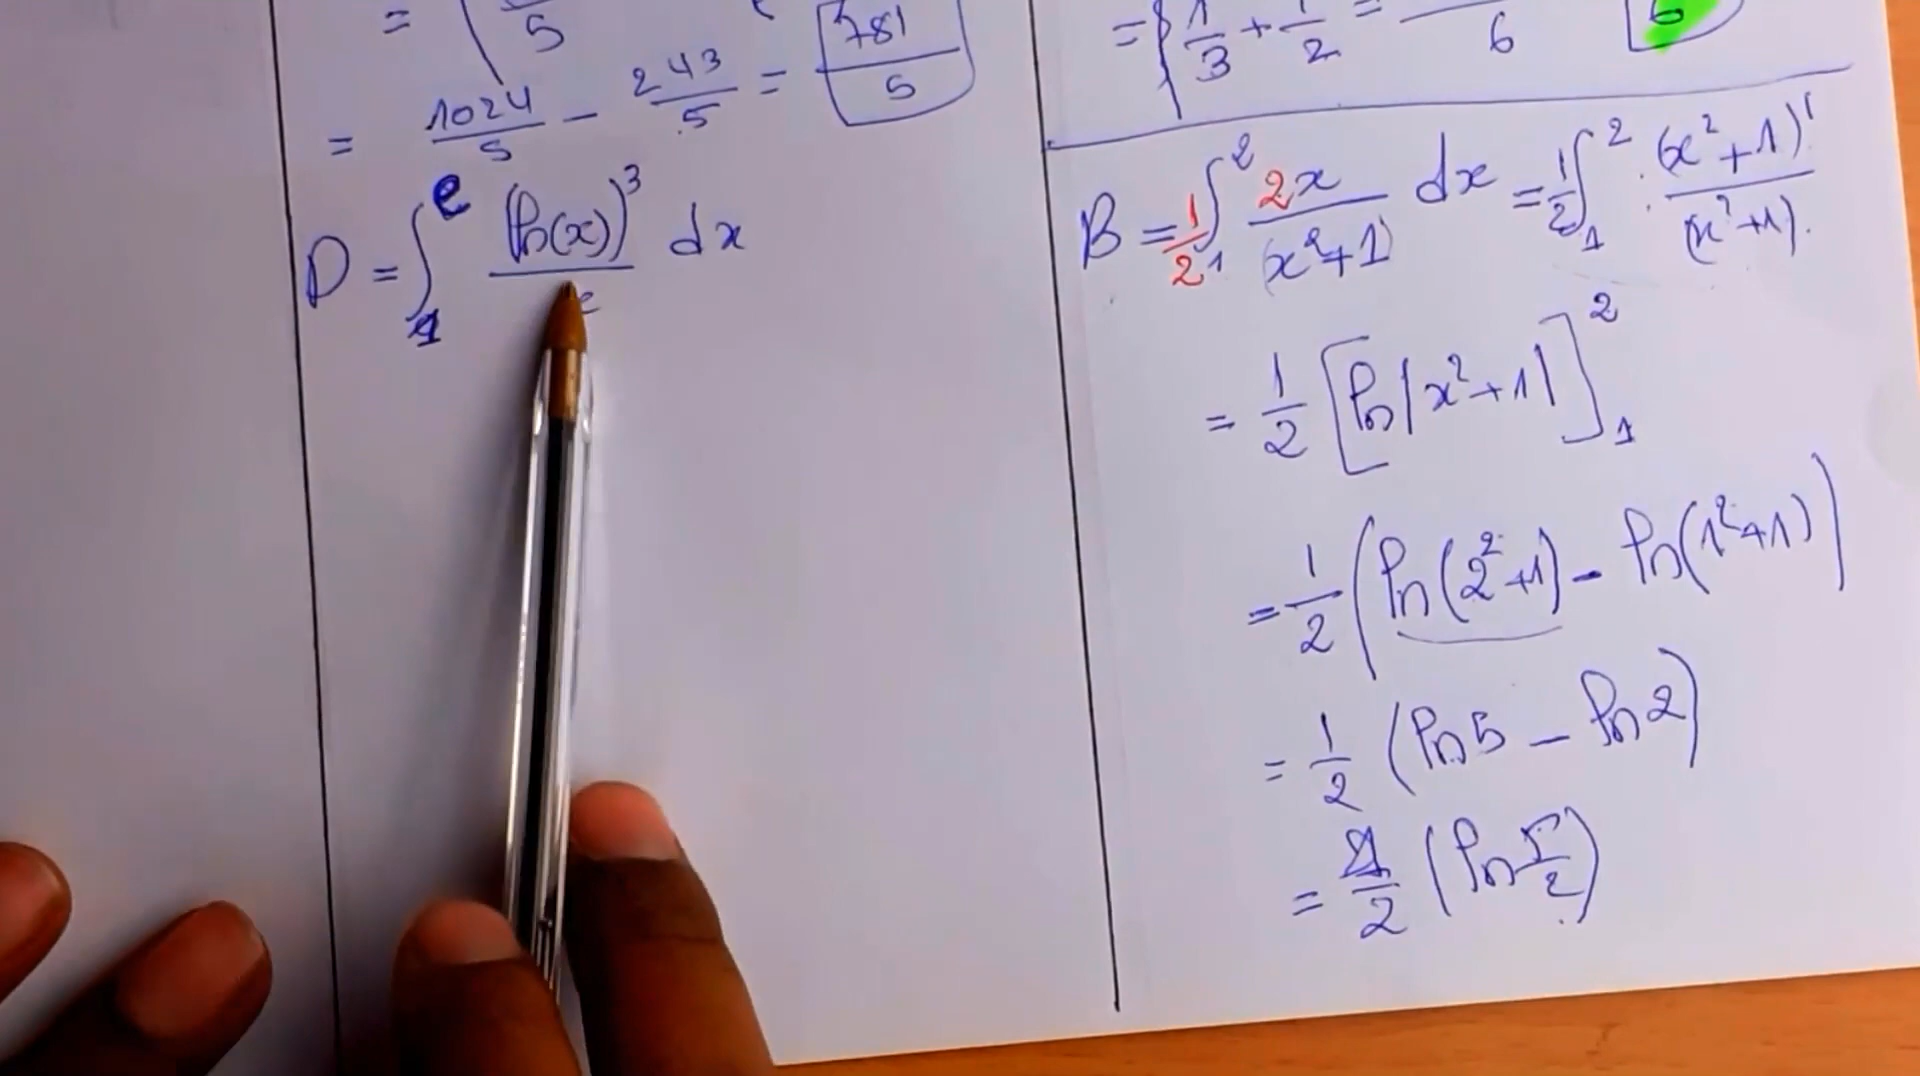 =
5
= 1024/5 - 243/5 = 781/5
D = ∫₁ᵉ (ln(x))³/ dx
= 1/3 + 1/2 = /6
B = 1/2 ∫₁² 2x/(x²+1) dx = 1/2 ∫₁² (x²+1)'/(x²+1)
= 1/2 [ln|x²+1|]₁²
= 1/2 (ln(2²+1) - ln(1²+1))
= 1/2 (ln5 - ln2)
= 1/2 (ln 5/2)